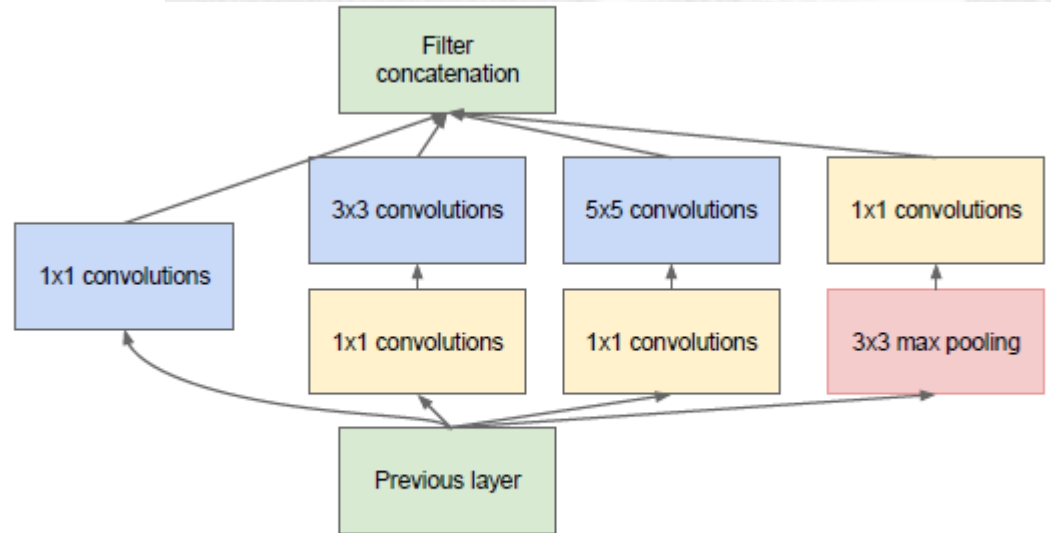 Filter
concatenation
3x3 convolutions
5x5 convolutions
1x1 convolutions
1x1 convolutions
1x1 convolutions
1x1 convolutions
3x3 max pooling
Previous layer